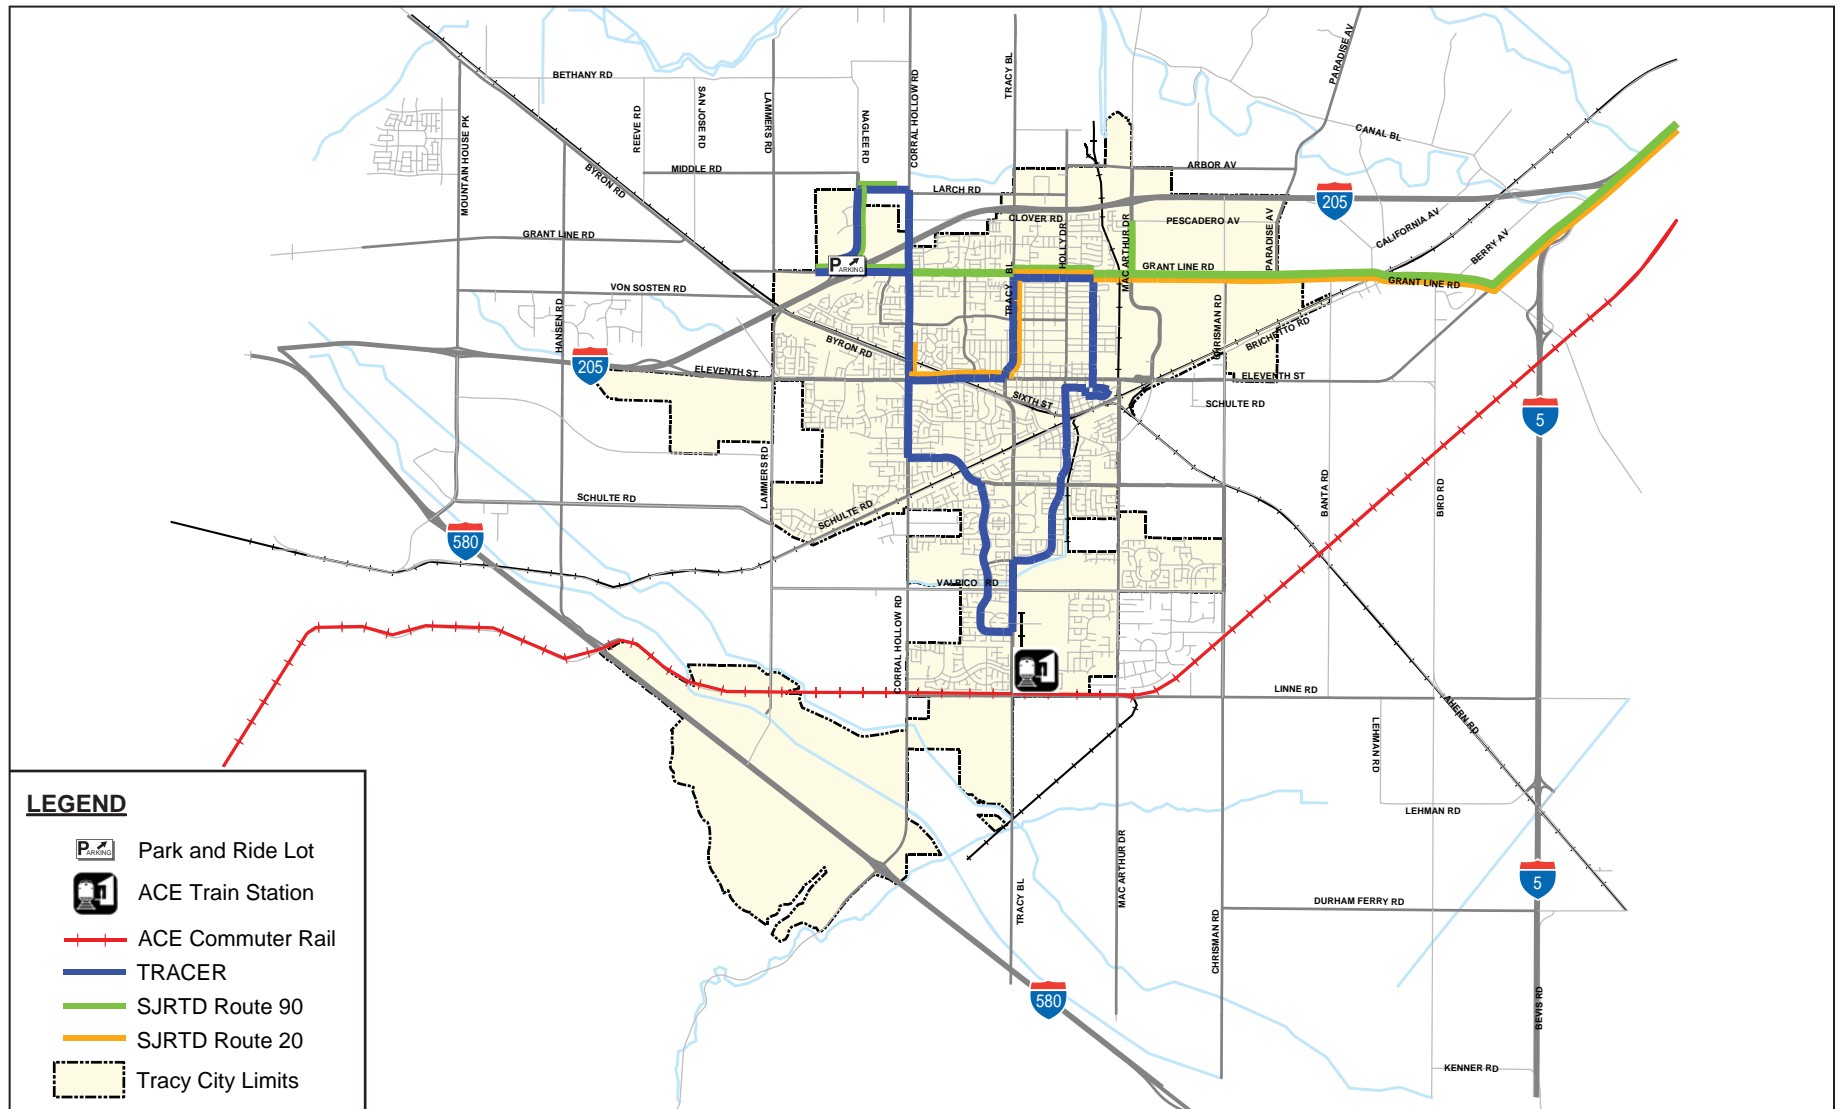 BETHANY RD
MOUNTAIN HOUSE PK
REEVE RD
SAN JOSE RD
LAMMERS RD
NAGLEE RD
CORRAL HOLLOW RD
TRACY BL
PARADISE AV
CANAL BL
BYRON RD
MIDDLE RD
LARCH RD
ARBOR AV
205
CLOVER RD
HOLLY DR
MAC ARTHUR DR
PESCADERO AV
PARADISE AV
CALIFORNIA AV
BERRY AV
GRANT LINE RD
P
ARKING
GRANT LINE RD
GRANT LINE RD
VON SOSTEN RD
HANSEN RD
TRACY BL
CHRISMAN RD
BRICHETTO RD
BYRON RD
205
ELEVENTH ST
ELEVENTH ST
SIXTH ST
SCHULTE RD
5
LAMMERS RD
SCHULTE RD
SCHULTE RD
BANTA RD
BIRD RD
580
VALPICO RD
CORRAL HOLLOW RD
LINNE RD
AHERN RD
LEHMAN RD
LEHMAN RD
MAC ARTHUR DR
TRACY BL
5
DURHAM FERRY RD
CHRISMAN RD
580
BEVIS RD
KENNER RD
LEGEND
P
ARKING
Park and Ride Lot
ACE Train Station
ACE Commuter Rail
TRACER
SJRTD Route 90
SJRTD Route 20
Tracy City Limits